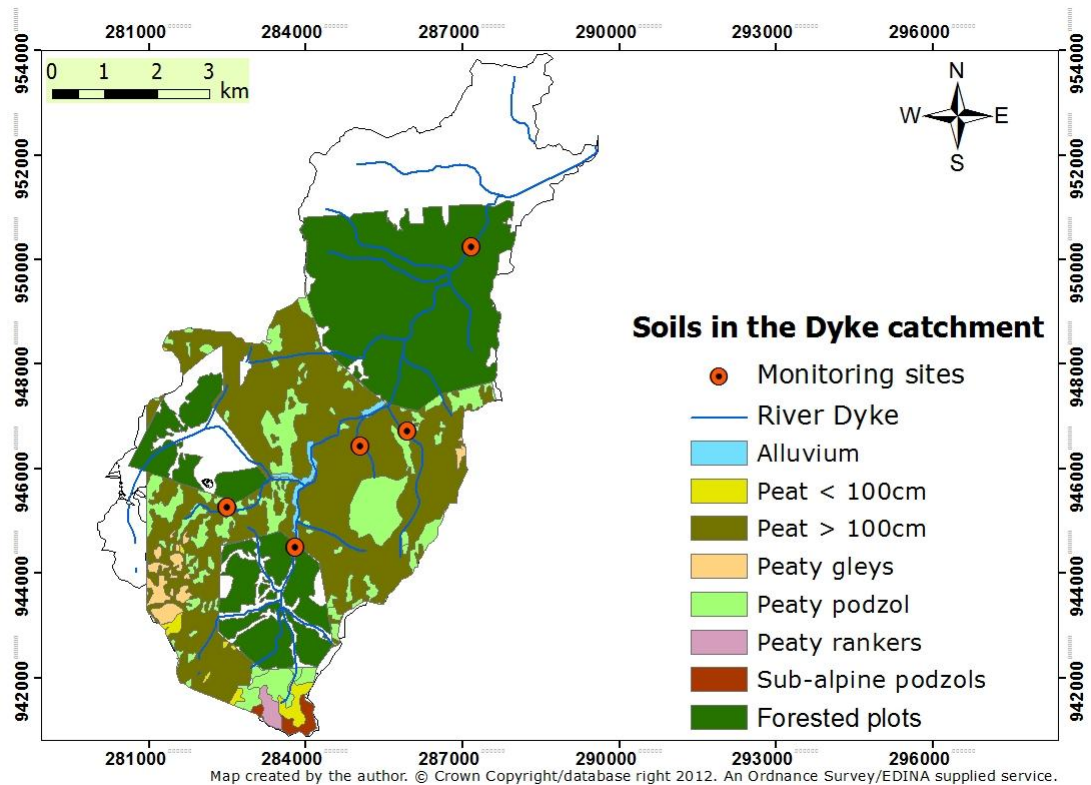 281000 284000 287000 290000 293000 296000
954000 954000
0 1 2 3
km
N
W E
S
952000 952000
950000 950000
Soils in the Dyke catchment
948000 948000
Monitoring sites
River Dyke
Alluvium
946000 946000
Peat < 100cm
Peat > 100cm
Peaty gleys
944000 944000
Peaty podzol
Peaty rankers
942000 942000
Sub-alpine podzols
Forested plots
281000 284000 287000 290000 293000 296000
Map created by the author. © Crown Copyright/database right 2012. An Ordnance Survey/EDINA supplied service.